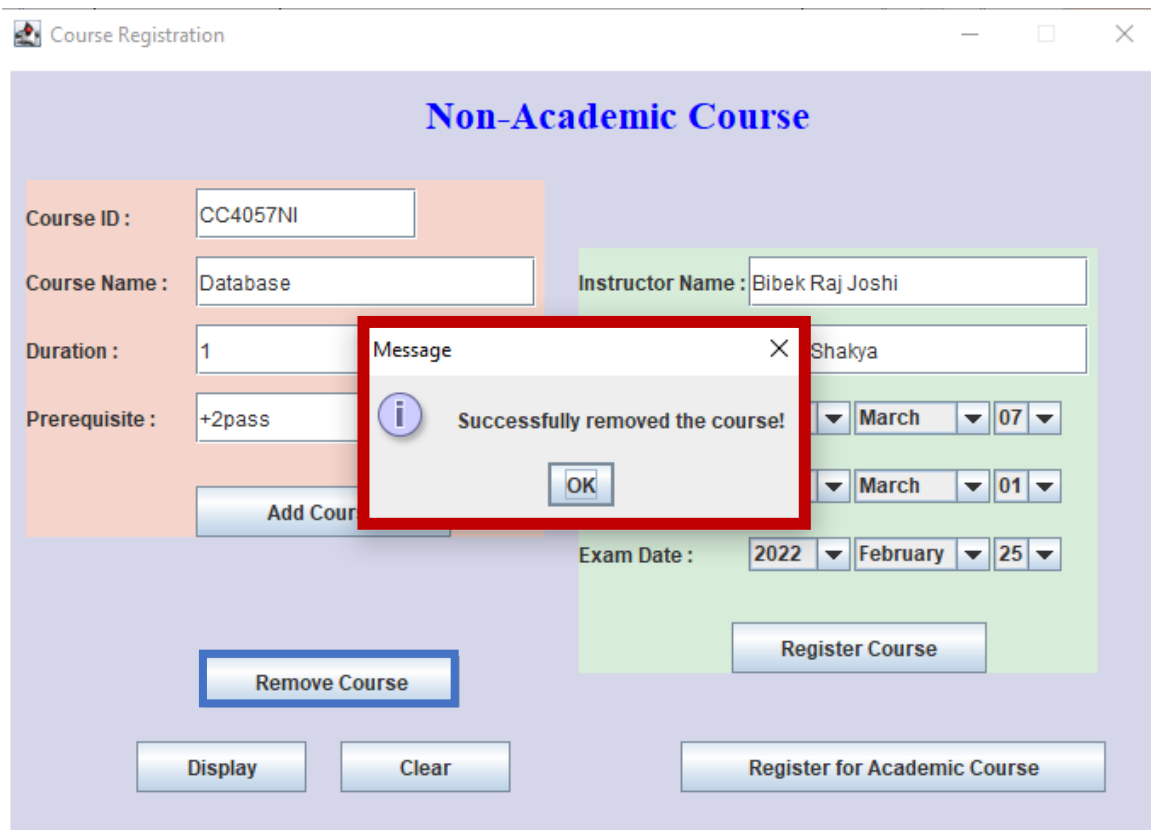 Course Registration
Non-Academic Course
Course ID :
CC4057NI
Course Name :
Database
Instructor Name :
Bibek Raj Joshi
Duration :
1
Message
Shakya
Prerequisite :
+2pass
Successfully removed the course!
March
07
OK
March
01
Add
Exam Date :
2022
February
25
Register Course
Remove Course
Display
Clear
Register for Academic Course